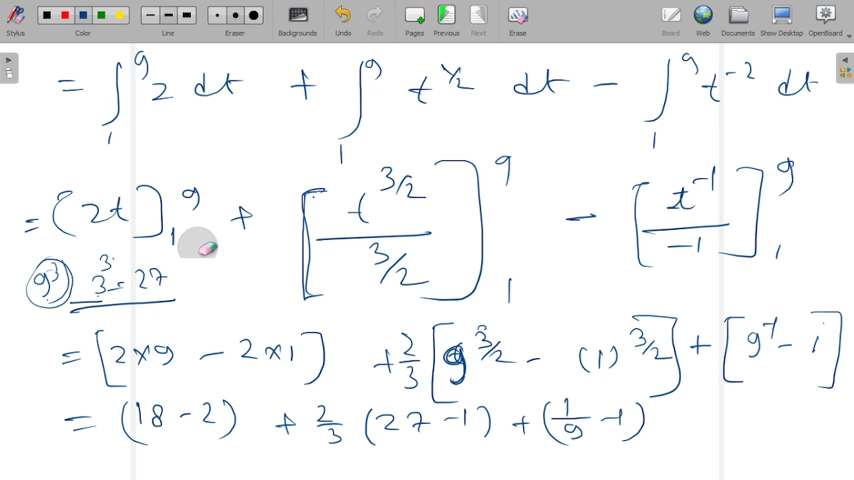 Stylus Color Line Eraser Backgrounds Undo Redo Pages Previous Next Erase Board Web Documents Show Desktop OpenBoard
= ∫₁⁹ 2 dt + ∫₁⁹ t^1/2 dt − ∫₁⁹ t^-2 dt
= (2t]₁⁹ + [t^3/2 / 3/2]₁⁹ − [t^-1 / -1]₁⁹
9^3 3^3 = 27
= [2×9 − 2×1] + 2/3 [9^3/2 − (1)^3/2] + [9^-1 − 1]
= (18 − 2) + 2/3 (27 − 1) + (1/9 − 1)